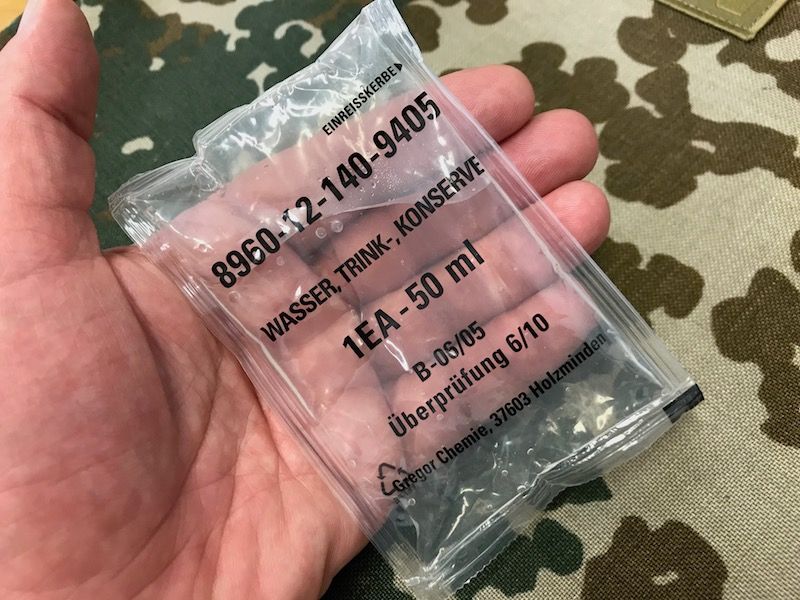 EINREISSKERBE
8960-12-140-9405
WASSER, TRINK-, KONSERVE
1EA - 50 ml
B-06/05
Überprüfung 6/10
Gregor Chemie, 37603 Holzminden